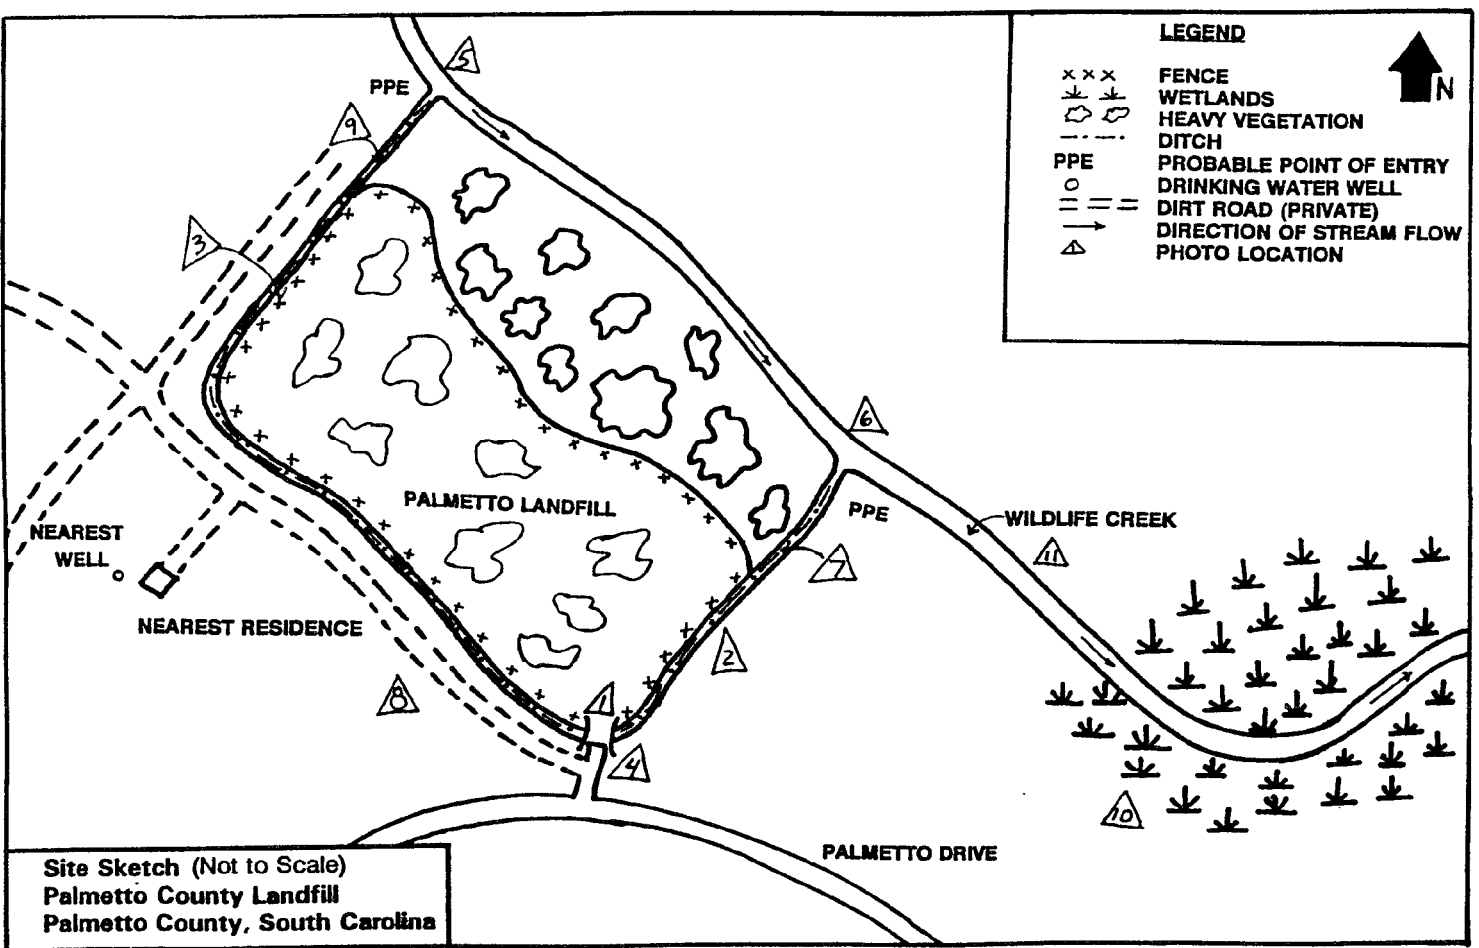 LEGEND
x x x FENCE
WETLANDS
HEAVY VEGETATION
DITCH
PPE PROBABLE POINT OF ENTRY
DRINKING WATER WELL
DIRT ROAD (PRIVATE)
DIRECTION OF STREAM FLOW
1 PHOTO LOCATION
N
5
PPE
9
3
6
PALMETTO LANDFILL
PPE
WILDLIFE CREEK
11
NEAREST
WELL
7
NEAREST RESIDENCE
2
8
1
4
10
PALMETTO DRIVE
Site Sketch (Not to Scale)
Palmetto County Landfill
Palmetto County, South Carolina